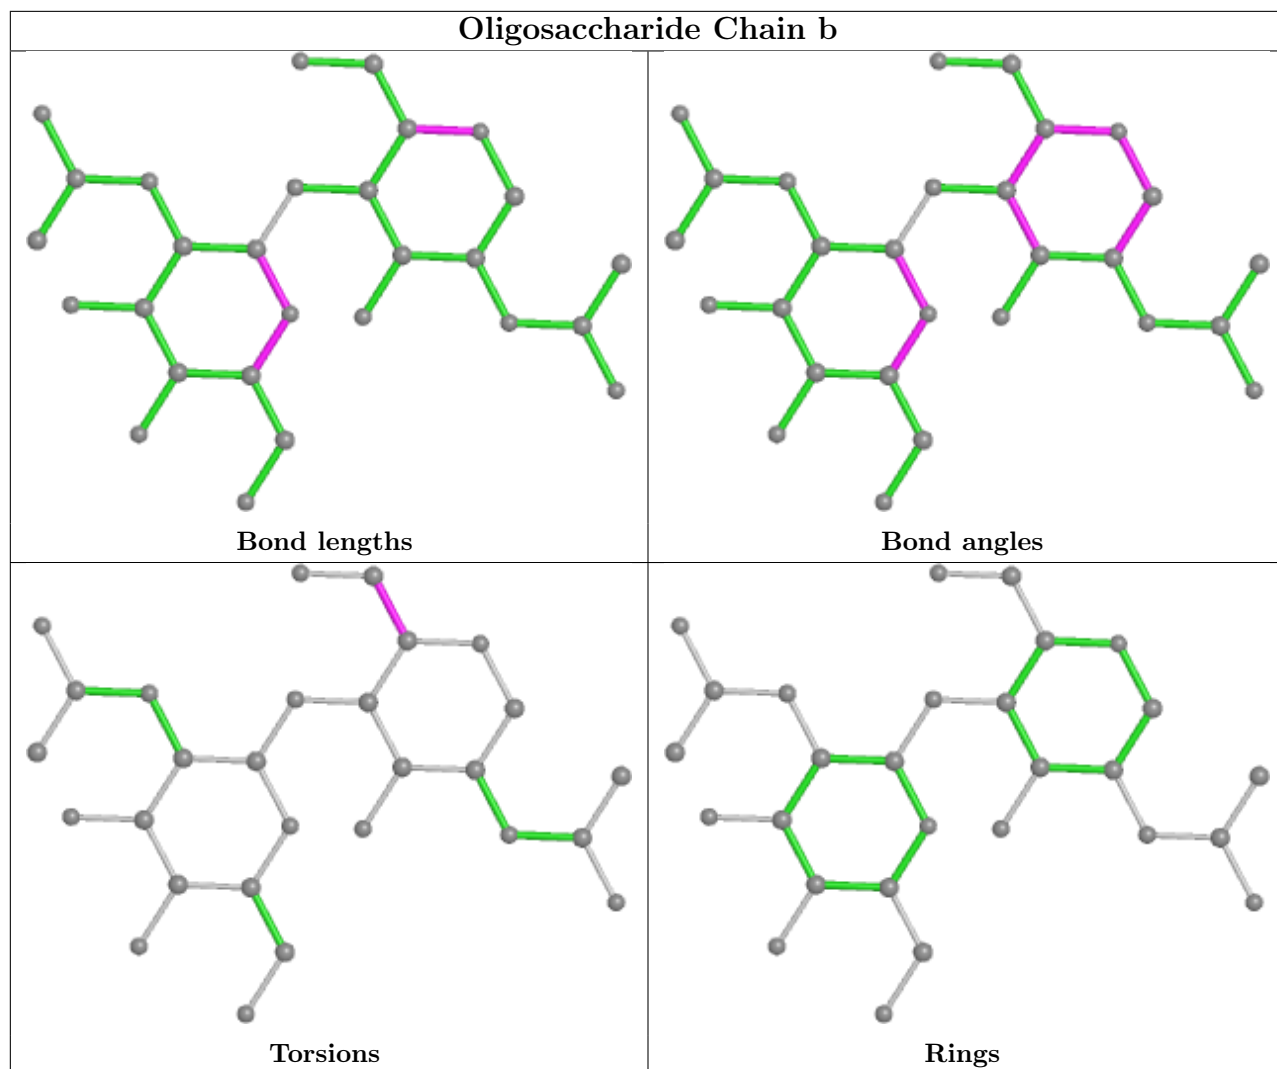 Oligosaccharide Chain b
Bond lengths
Bond angles
Torsions
Rings